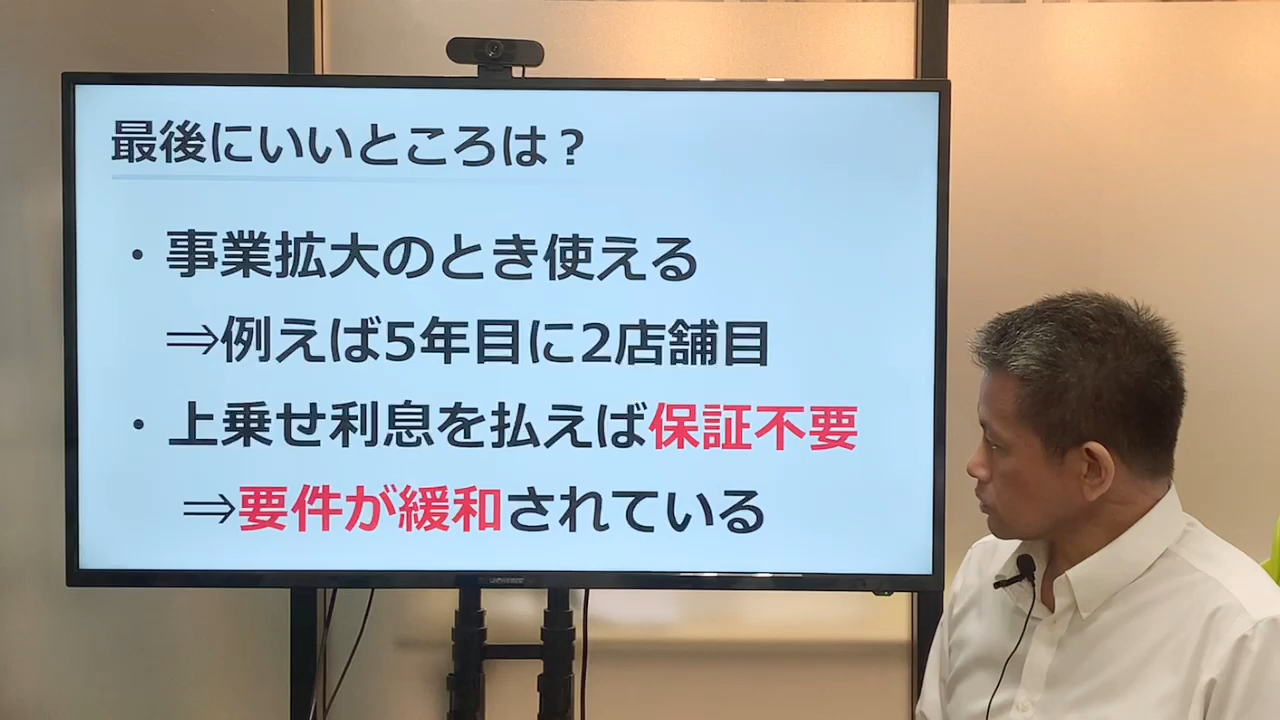 最後にいいところは？
・事業拡大のとき使える
⇒例えば5年目に2店舗目
・上乗せ利息を払えば保証不要
⇒要件が緩和されている